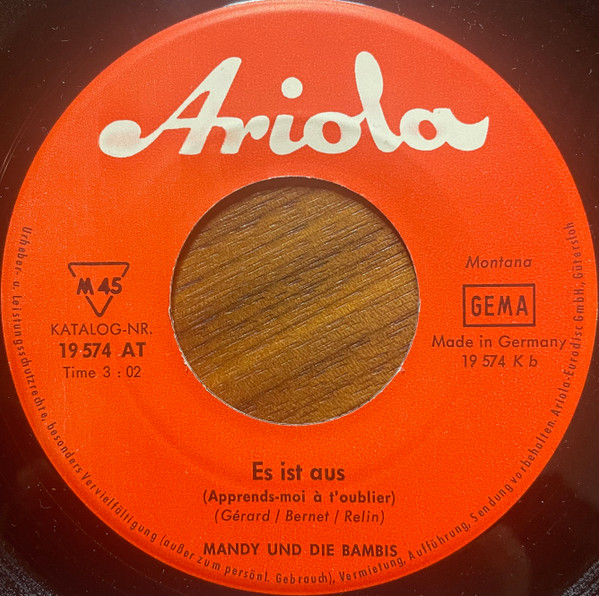 Ariola
M 45
KATALOG-NR.
19 574 AT
Time 3 : 02
Montana
GEMA
Made in Germany
19 574 K b
Es ist aus
(Apprends-moi à t'oublier)
(Gérard / Bernet / Relin)
MANDY UND DIE BAMBIS
Urheber- u. Leistungsschutzrechte, besonders Vervielfältigung (außer zum persönl. Gebrauch), Vermietung, Aufführung, Sendung vorbehalten. Ariola-Eurodisc GmbH, Gütersloh